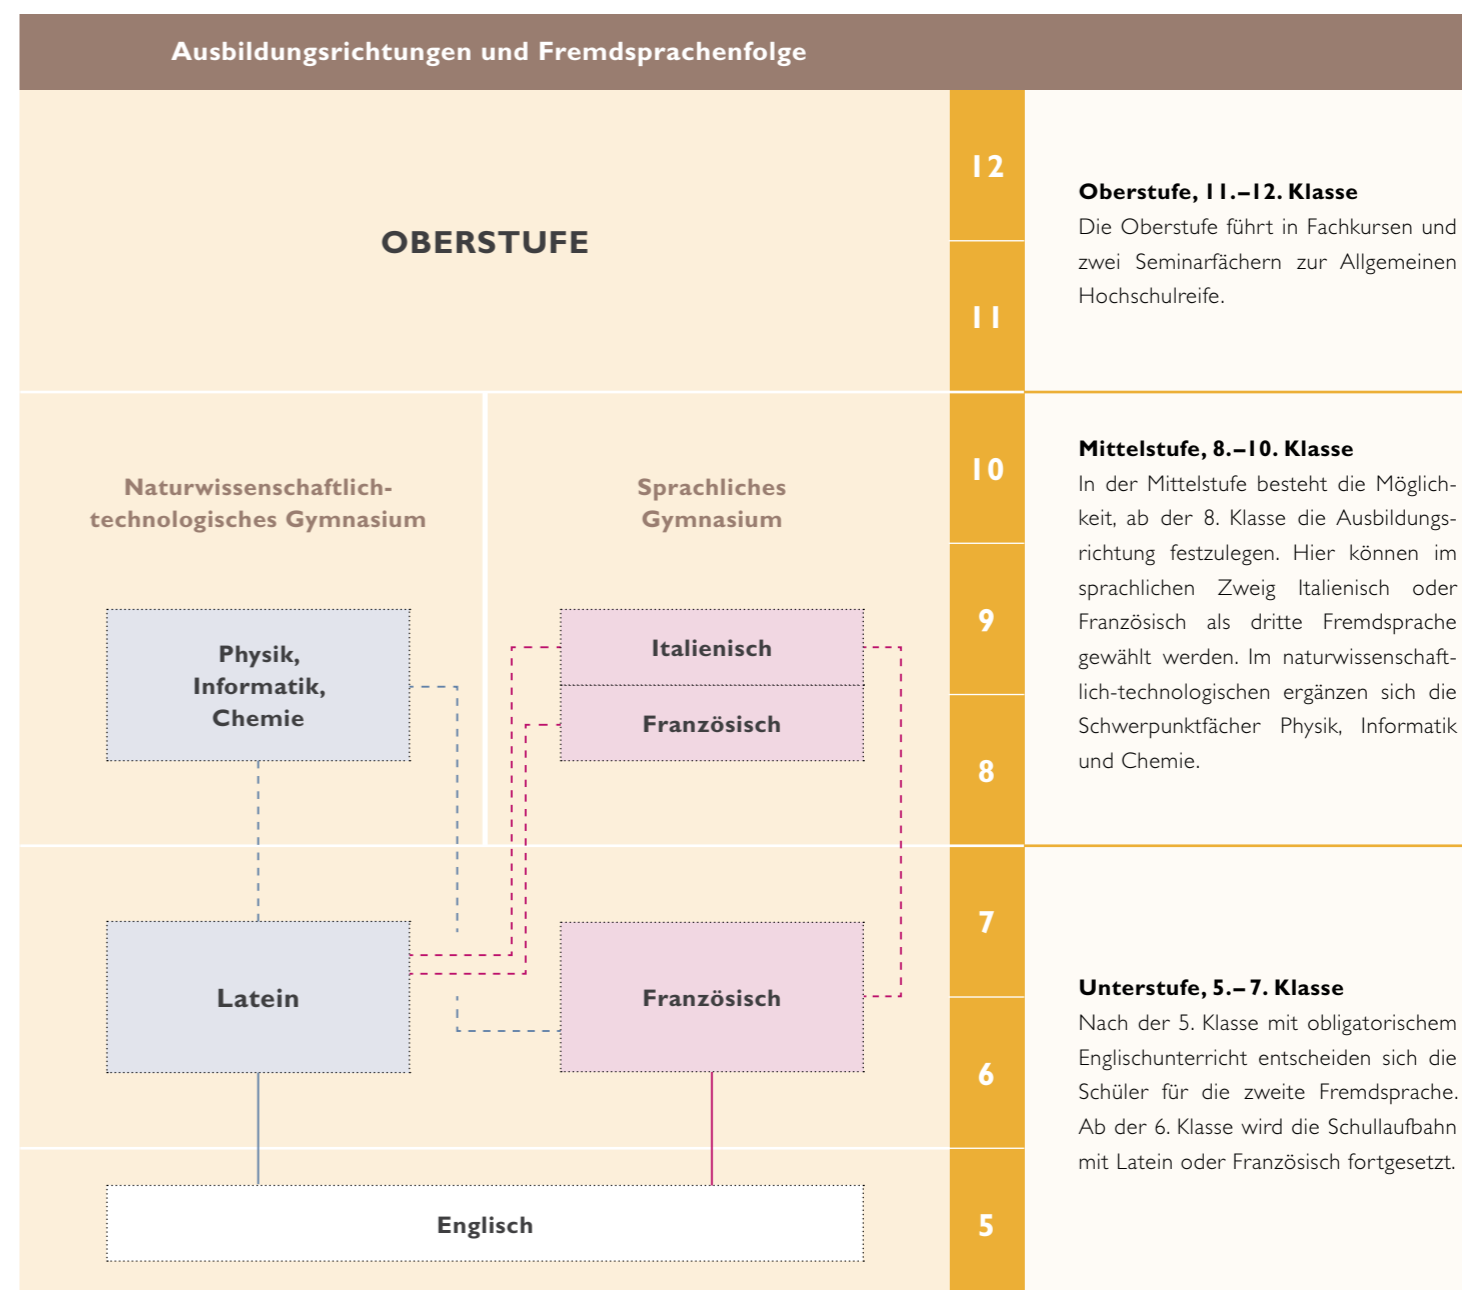 Ausbildungsrichtungen und Fremdsprachenfolge
OBERSTUFE
12
11
Oberstufe, 11.–12. Klasse
Die Oberstufe führt in Fachkursen und
zwei Seminarfächern zur Allgemeinen
Hochschulreife.
Naturwissenschaftlich-
technologisches Gymnasium
Sprachliches
Gymnasium
Physik,
Informatik,
Chemie
Italienisch
Französisch
10
9
8
Mittelstufe, 8.–10. Klasse
In der Mittelstufe besteht die Möglich-
keit, ab der 8. Klasse die Ausbildungs-
richtung festzulegen. Hier können im
sprachlichen Zweig Italienisch oder
Französisch als dritte Fremdsprache
gewählt werden. Im naturwissenschaft-
lich-technologischen ergänzen sich die
Schwerpunktfächer Physik, Informatik
und Chemie.
Latein
Französisch
7
6
Englisch
5
Unterstufe, 5.–7. Klasse
Nach der 5. Klasse mit obligatorischem
Englischunterricht entscheiden sich die
Schüler für die zweite Fremdsprache.
Ab der 6. Klasse wird die Schullaufbahn
mit Latein oder Französisch fortgesetzt.